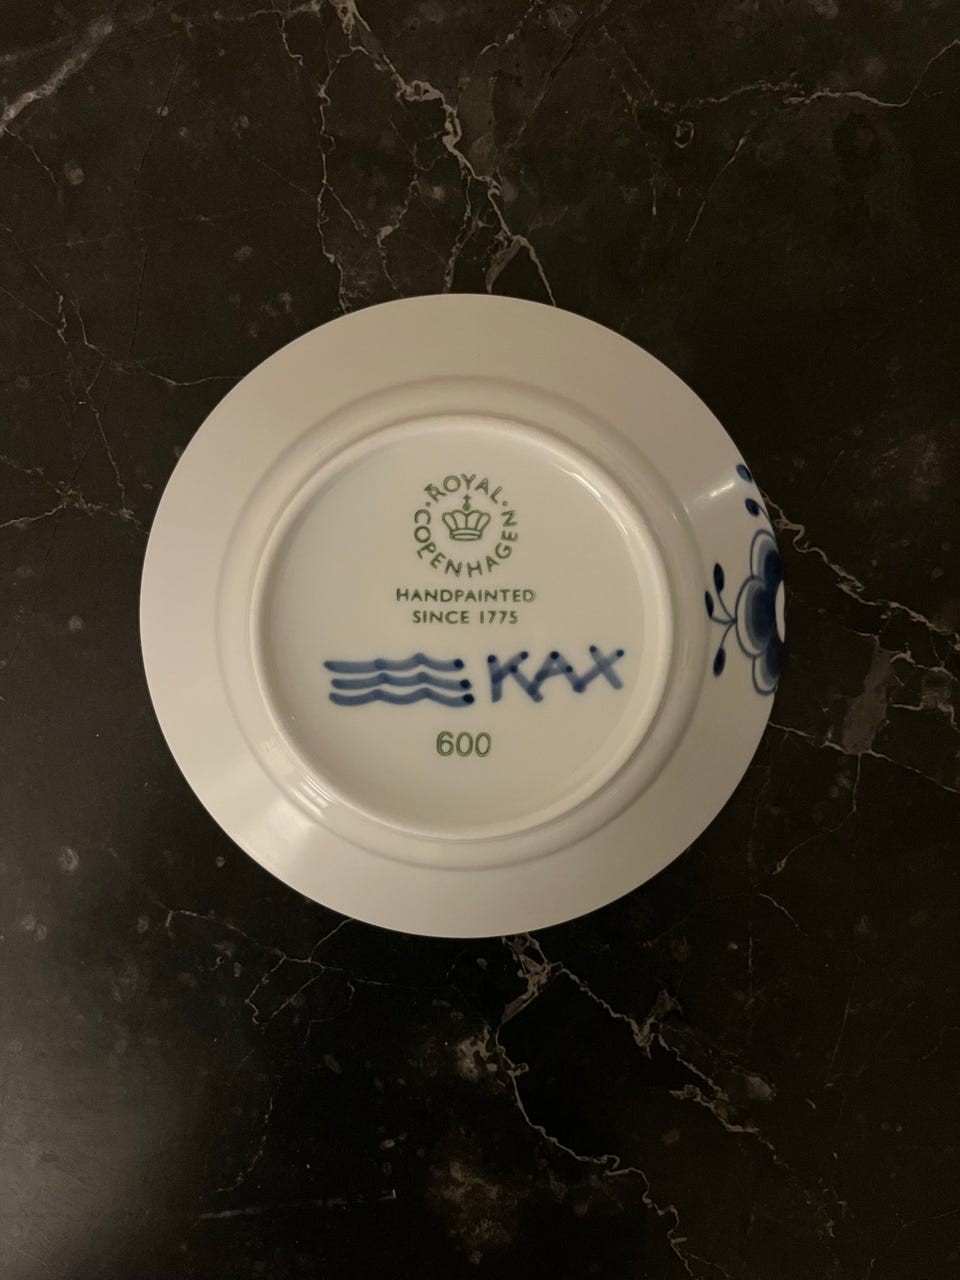 ROYAL COPENHAGEN
HANDPAINTED
SINCE 1775
KAX
600